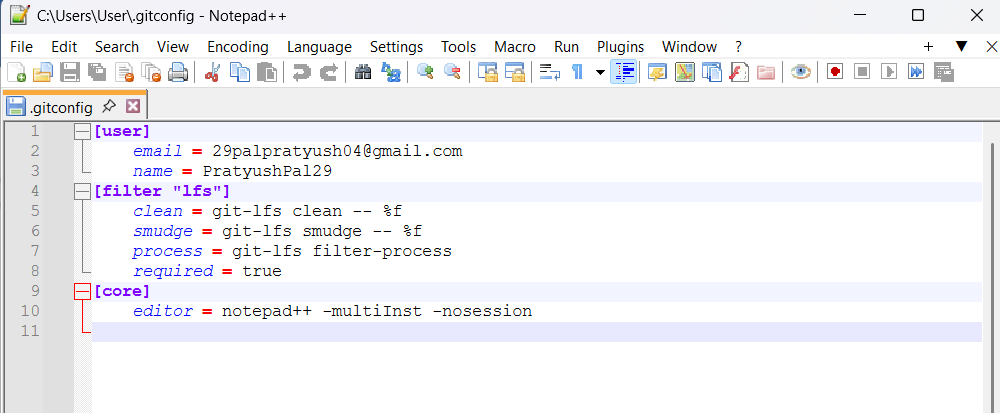 C:\Users\User\.gitconfig - Notepad++
File Edit Search View Encoding Language Settings Tools Macro Run Plugins Window ?
.gitconfig
1 [user]
2 email = 29palpratyush04@gmail.com
3 name = PratyushPal29
4 [filter "lfs"]
5 clean = git-lfs clean -- %f
6 smudge = git-lfs smudge -- %f
7 process = git-lfs filter-process
8 required = true
9 [core]
10 editor = notepad++ -multiInst -nosession
11